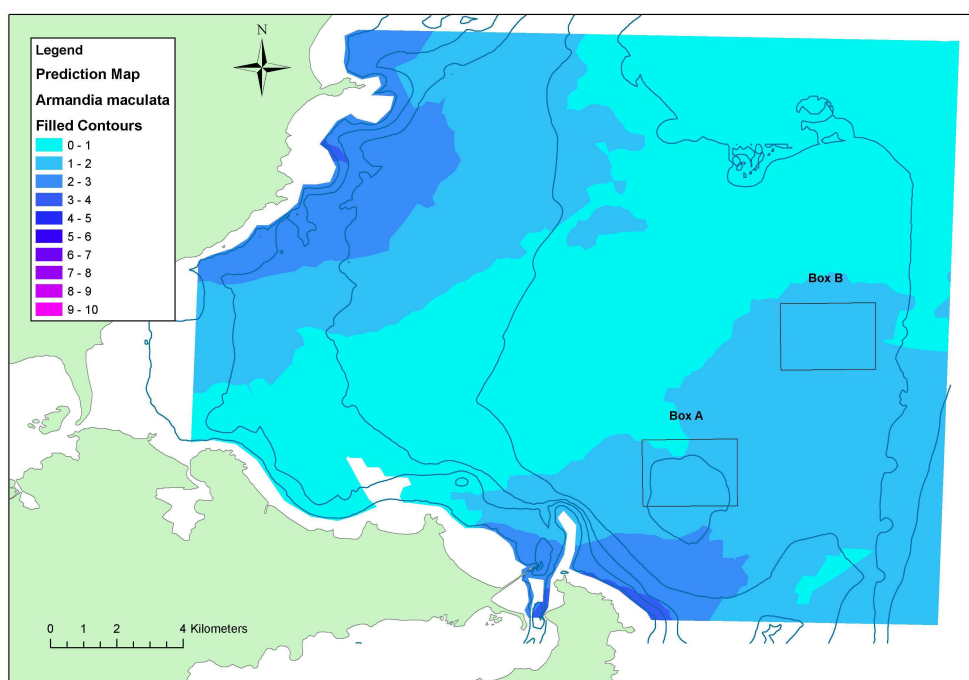 N
Legend
Prediction Map
Armandia maculata
Filled Contours
0 - 1
1 - 2
2 - 3
3 - 4
4 - 5
5 - 6
6 - 7
7 - 8
8 - 9
9 - 10
Box B
Box A
0 1 2 4 Kilometers